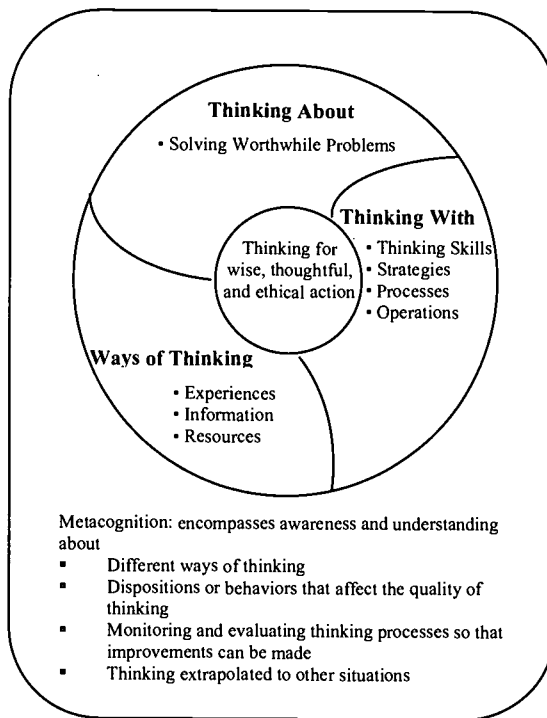 Thinking About
▪ Solving Worthwhile Problems
Thinking With
▪ Thinking Skills
▪ Strategies
▪ Processes
▪ Operations
Thinking for
wise, thoughtful,
and ethical action
Ways of Thinking
▪ Experiences
▪ Information
▪ Resources
Metacognition: encompasses awareness and understanding
about
▪ Different ways of thinking
▪ Dispositions or behaviors that affect the quality of
thinking
▪ Monitoring and evaluating thinking processes so that
improvements can be made
▪ Thinking extrapolated to other situations